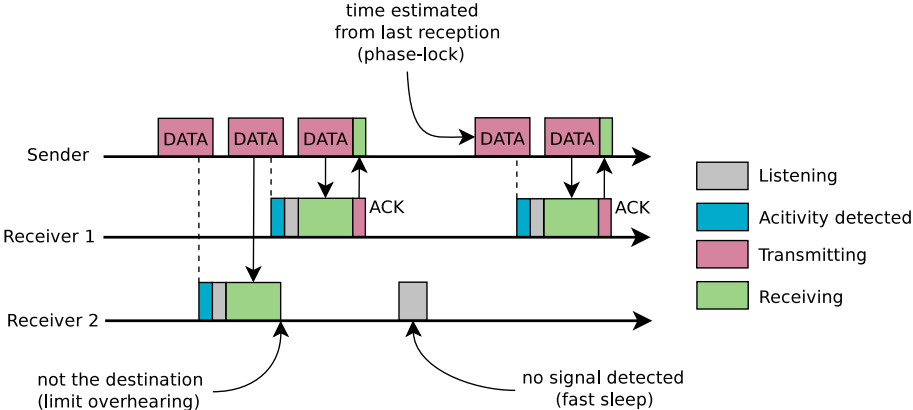 time estimated
from last reception
(phase-lock)
DATA DATA DATA DATA DATA
Sender
ACK ACK
Receiver 1
Receiver 2
not the destination
(limit overhearing)
no signal detected
(fast sleep)
Listening
Acitivity detected
Transmitting
Receiving